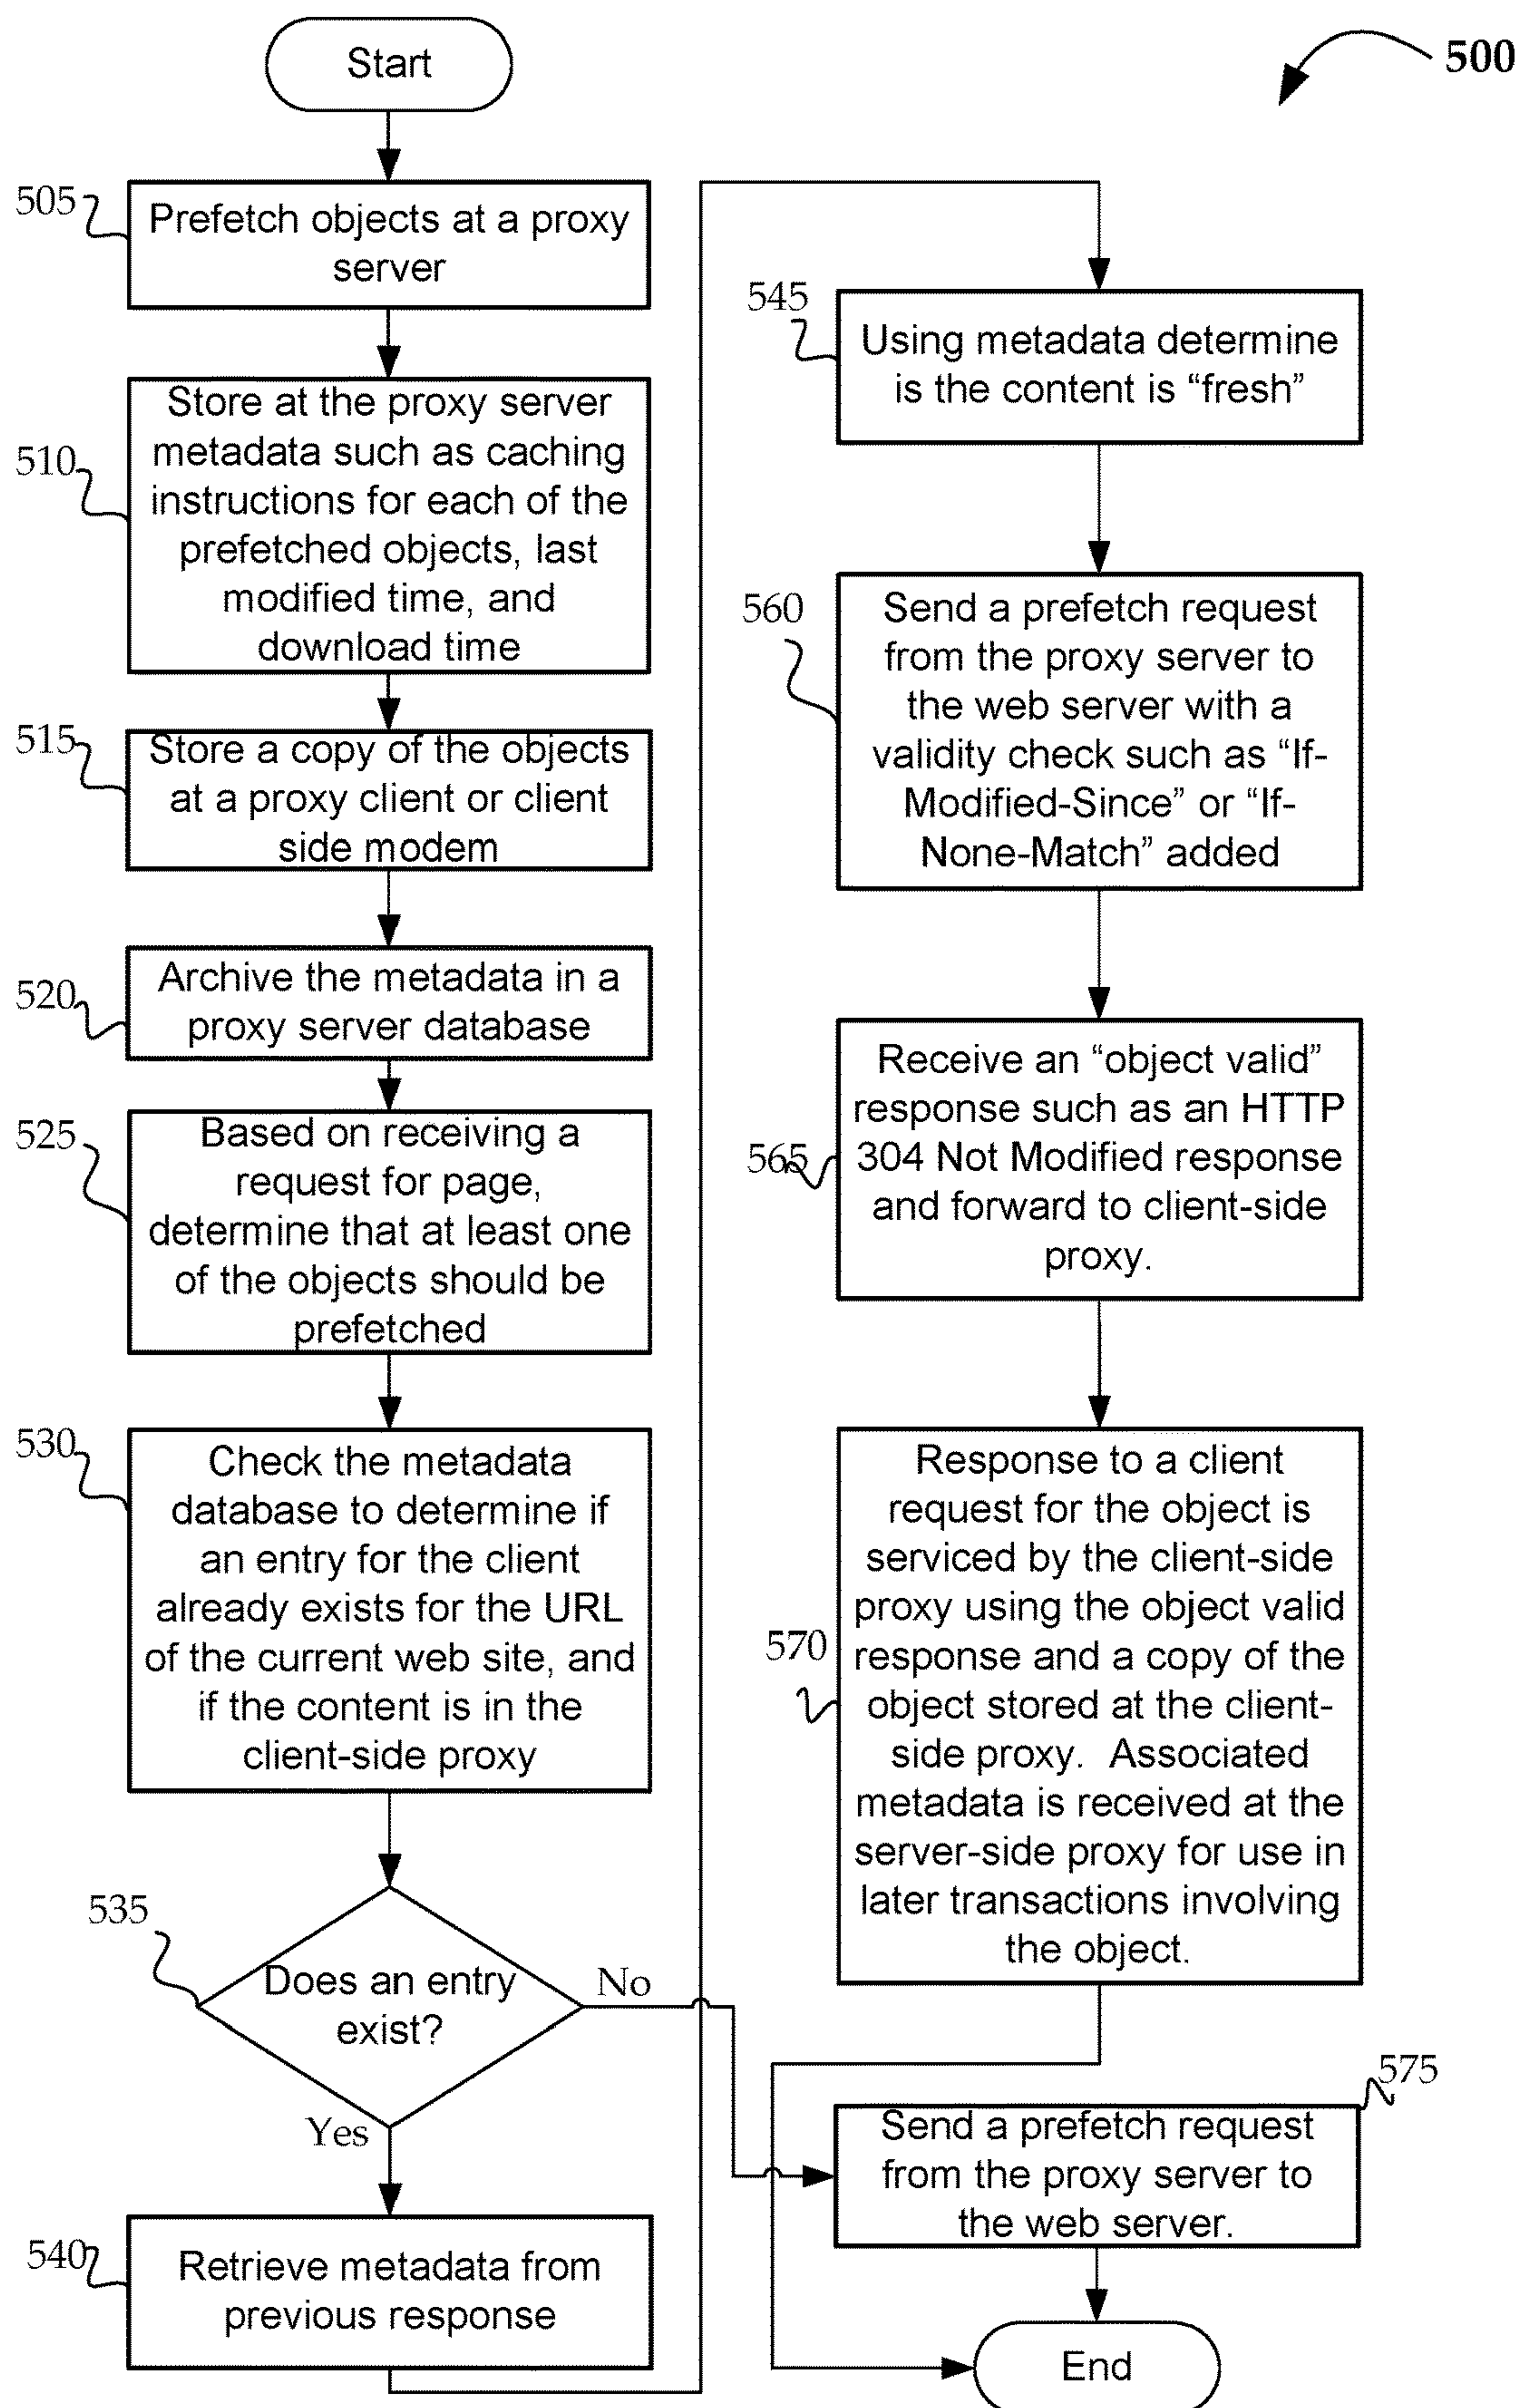 Start
500
505
Prefetch objects at a proxy
server
510
Store at the proxy server
metadata such as caching
instructions for each of the
prefetched objects, last
modified time, and
download time
515
Store a copy of the objects
at a proxy client or client
side modem
520
Archive the metadata in a
proxy server database
525
Based on receiving a
request for page,
determine that at least one
of the objects should be
prefetched
530
Check the metadata
database to determine if
an entry for the client
already exists for the URL
of the current web site, and
if the content is in the
client-side proxy
535
Does an entry
exist?
No
Yes
540
Retrieve metadata from
previous response
545
Using metadata determine
is the content is “fresh”
560
Send a prefetch request
from the proxy server to
the web server with a
validity check such as “If-
Modified-Since” or “If-
None-Match” added
565
Receive an “object valid”
response such as an HTTP
304 Not Modified response
and forward to client-side
proxy.
570
Response to a client
request for the object is
serviced by the client-side
proxy using the object valid
response and a copy of the
object stored at the client-
side proxy.  Associated
metadata is received at the
server-side proxy for use in
later transactions involving
the object.
575
Send a prefetch request
from the proxy server to
the web server.
End